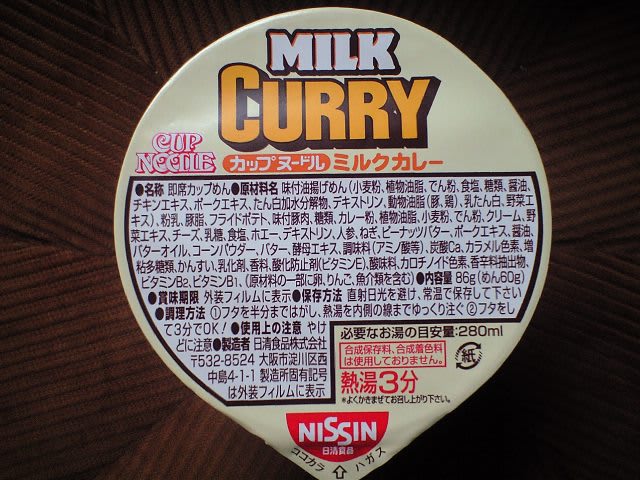 MILK
CURRY
CUP
NOODLE
カップヌードル ミルクカレー
●名称 即席カップめん●原材料名 味付油揚げめん(小麦粉、植物油脂、でん粉、食塩、糖類、醤油、
チキンエキス、ポークエキス、たん白加水分解物、デキストリン、動物油脂(豚、鶏)、乳たん白、野菜
エキス)、粉乳、豚脂、フライドポテト、味付豚肉、糖類、カレー粉、植物油脂、小麦粉、でん粉、クリーム、野
菜エキス、チーズ、乳糖、食塩、ホエー、デキストリン、人参、ねぎ、ピーナッツバター、ポークエキス、醤油、
バターオイル、コーンパウダー、バター、酵母エキス、調味料(アミノ酸等)、炭酸Ca、カラメル色素、増
粘多糖類、かんすい、乳化剤、香料、酸化防止剤(ビタミンE)、酸味料、カロチノイド色素、香辛料抽出物、
ビタミンB2、ビタミンB1、(原材料の一部に卵、りんご、魚介類を含む)●内容量 86g(めん60g)
●賞味期限 外装フィルムに表示●保存方法 直射日光を避け、常温で保存して下さい
●調理方法 ①フタを半分まではがし、熱湯を内側の線までゆっくり注ぐ ②フタをし
て3分でOK! ●使用上の注意 やけ
どに注意●製造者 日清食品株式会社
〒532-8524 大阪市淀川区西
中島4-1-1 製造所固有記号
は外装フィルムに表示
必要なお湯の目安量:280ml
合成保存料、合成着色料
は使用しておりません。
紙
熱湯3分
*よくかきまぜてお召し上がり下さい。
NISSIN
日清食品
ココカラ ハガス